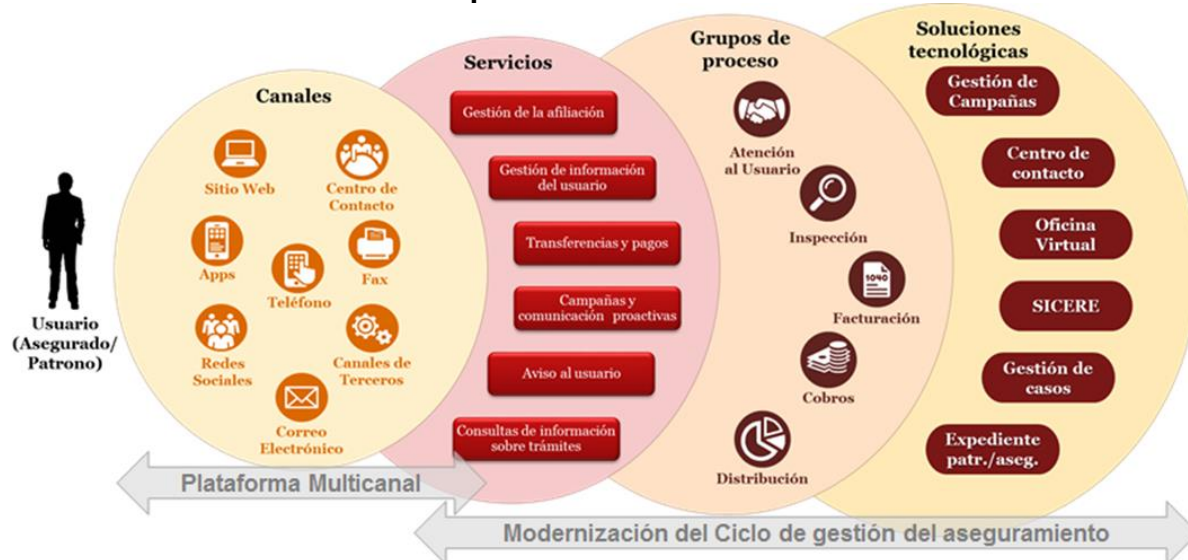 Canales
Sitio Web
Centro de
Contacto
Apps
Teléfono
Fax
Redes
Sociales
Canales de
Terceros
Correo
Electrónico
Usuario
(Asegurado/
Patrono)
Servicios
Gestión de la afiliación
Gestión de información
del usuario
Transferencias y pagos
Campañas y
comunicación proactivas
Aviso al usuario
Consultas de información
sobre trámites
Grupos de
proceso
Atención
al Usuario
Inspección
1040
Facturación
Cobros
Distribución
Soluciones
tecnológicas
Gestión de
Campañas
Centro de
contacto
Oficina
Virtual
SICERE
Gestión de
casos
Expediente
patr./aseg.
Plataforma Multicanal
Modernización del Ciclo de gestión del aseguramiento